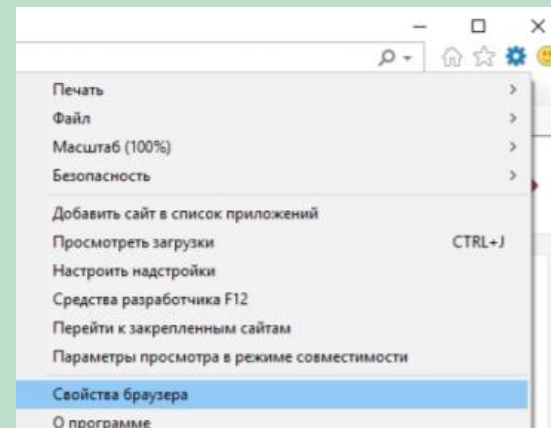 Печать
Файл
Масштаб (100%)
Безопасность
Добавить сайт в список приложений
Просмотреть загрузки CTRL+J
Настроить надстройки
Средства разработчика F12
Перейти к закрепленным сайтам
Параметры просмотра в режиме совместимости
Свойства браузера
О программе